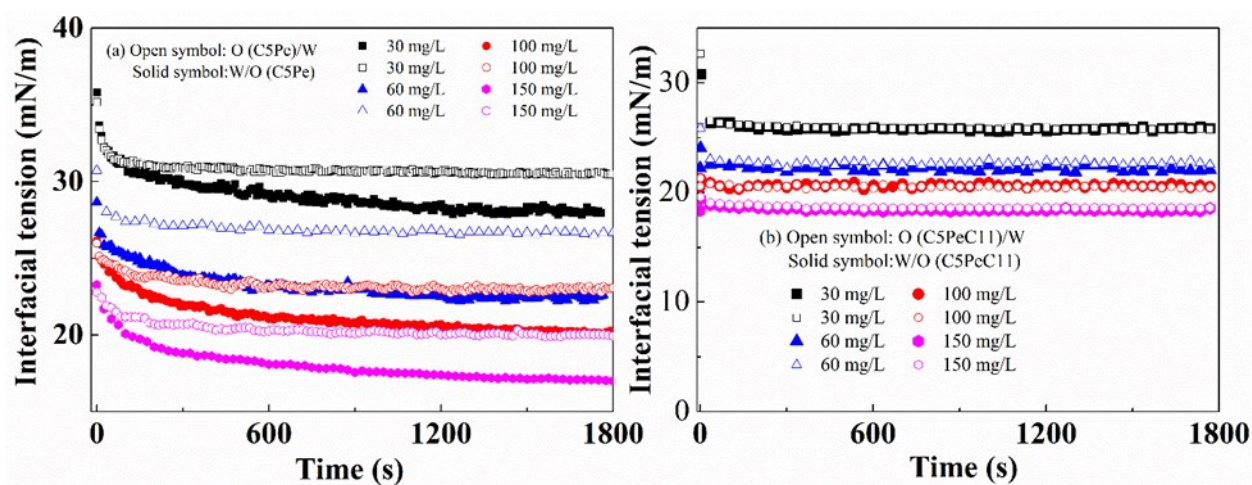 Interfacial tension (mN/m)
40
30
20
(a) Open symbol: O (C5Pe)/W
Solid symbol:W/O (C5Pe)
30 mg/L
100 mg/L
30 mg/L
100 mg/L
60 mg/L
150 mg/L
60 mg/L
150 mg/L
0
600
1200
1800
Time (s)
Interfacial tension (mN/m)
30
20
10
0
(b) Open symbol: O (C5PeC11)/W
Solid symbol:W/O (C5PeC11)
30 mg/L
100 mg/L
30 mg/L
100 mg/L
60 mg/L
150 mg/L
60 mg/L
150 mg/L
0
600
1200
1800
Time (s)